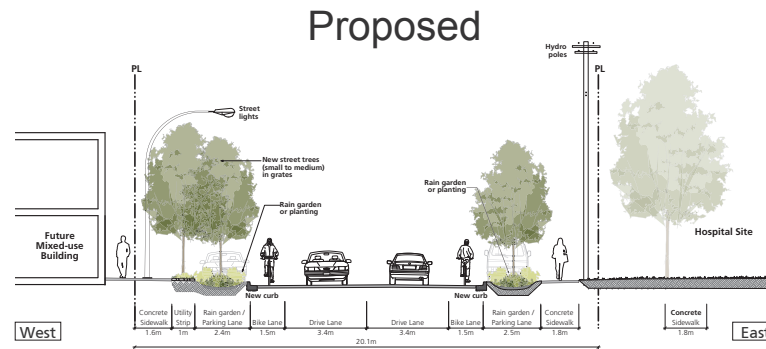 Proposed
Hydro
poles
PL
PL
Street
lights
New street trees
(small to medium)
in grates
Rain garden
or planting
Rain garden
or planting
Future
Mixed-use
Building
Hospital Site
New curb
New curb
Concrete
Sidewalk
1.6m
Utility
Strip
1m
Rain garden /
Parking Lane
2.4m
Bike Lane
1.5m
Drive Lane
3.4m
Drive Lane
3.4m
Bike Lane
1.5m
Rain garden /
Parking Lane
2.5m
Concrete
Sidewalk
1.8m
Concrete
Sidewalk
1.8m
20.1m
West
East